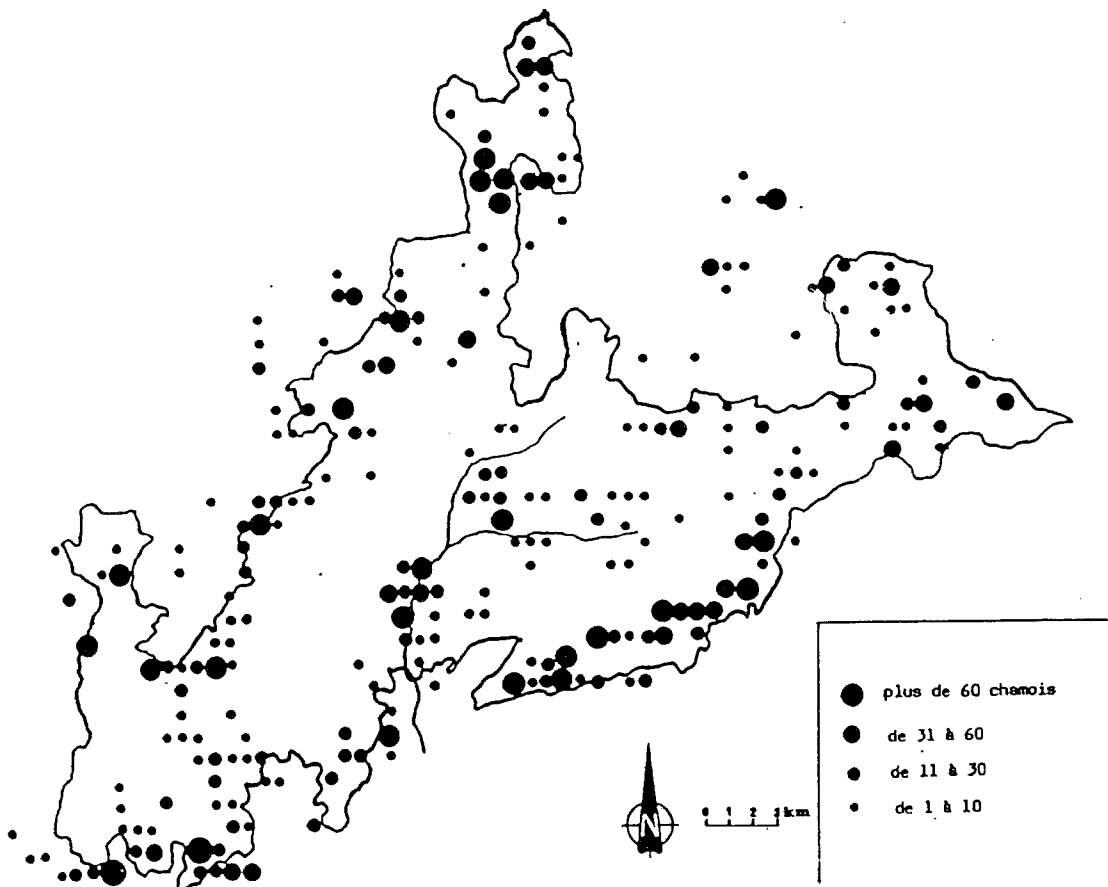 plus de 60 chamois
de 31 à 60
de 11 à 30
de 1 à 10
N
0 1 2 3 km